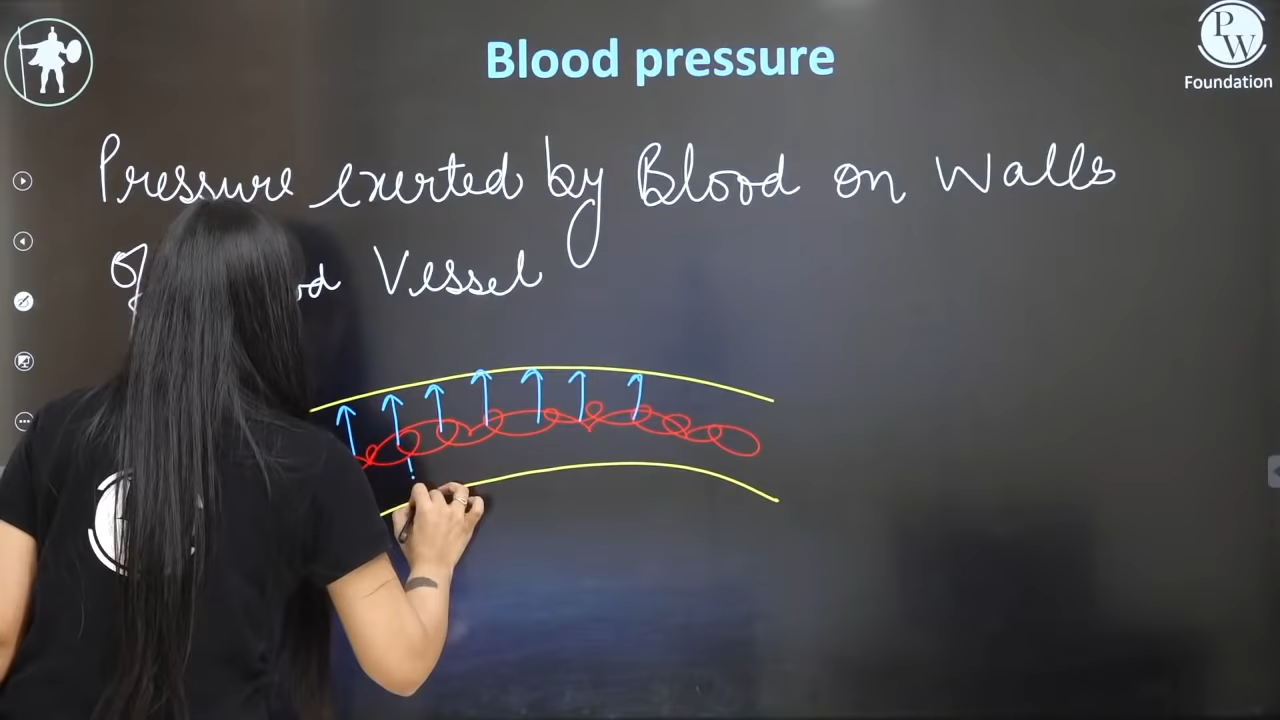 Blood pressure
PW
Foundation
Pressure exerted by Blood on Walls
Vessel